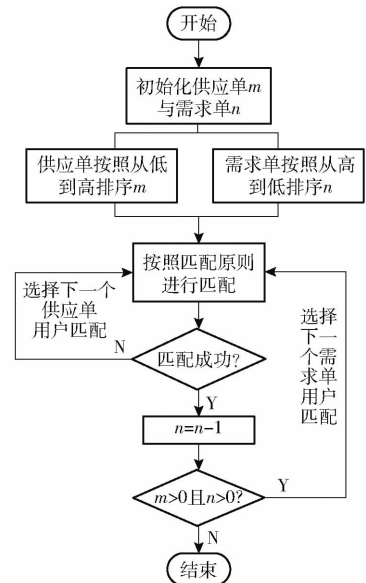 开始
初始化供应单m
与需求单n
供应单按照从低
到高排序m
需求单按照从高
到低排序n
按照匹配原则
进行匹配
选择下一个
供应单
用户匹配
N
匹配成功?
选择
下一
个需
求单
用户
匹配
Y
n=n-1
m>0且n>0?
Y
N
结束